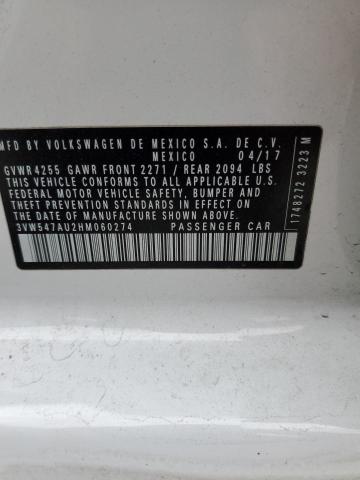 MFD BY VOLKSWAGEN DE MEXICO S.A. DE C.V.
MEXICO 04/17
GVWR 4255 GAWR FRONT 2271 / REAR 2094 LBS
THIS VEHICLE CONFORMS TO ALL APPLICABLE U.S.
FEDERAL MOTOR VEHICLE SAFETY, BUMPER AND
THEFT PREVENTION STANDARDS IN EFFECT ON THE
DATE OF MANUFACTURE SHOWN ABOVE
3VW547AU2HM060274 PASSENGER CAR
1748272 3223 M